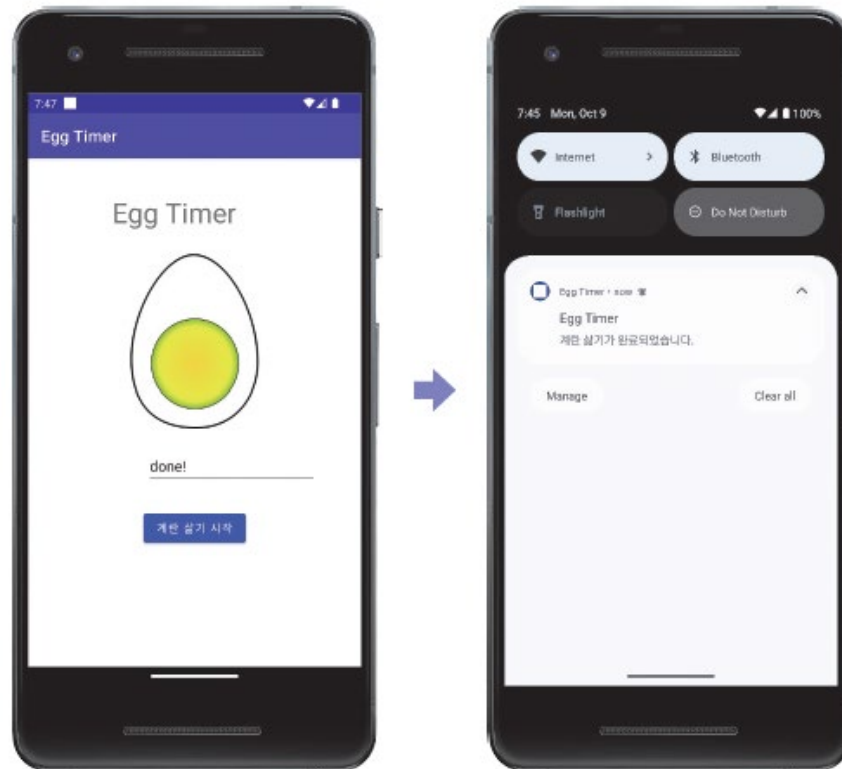 7:47
Egg Timer
Egg Timer
done!
계란 삶기 시작
7:45 Mon, Oct 9
100%
Internet
Bluetooth
Flashlight
Do Not Disturb
Egg Timer • now
Egg Timer
계란 삶기가 완료되었습니다.
Manage
Clear all